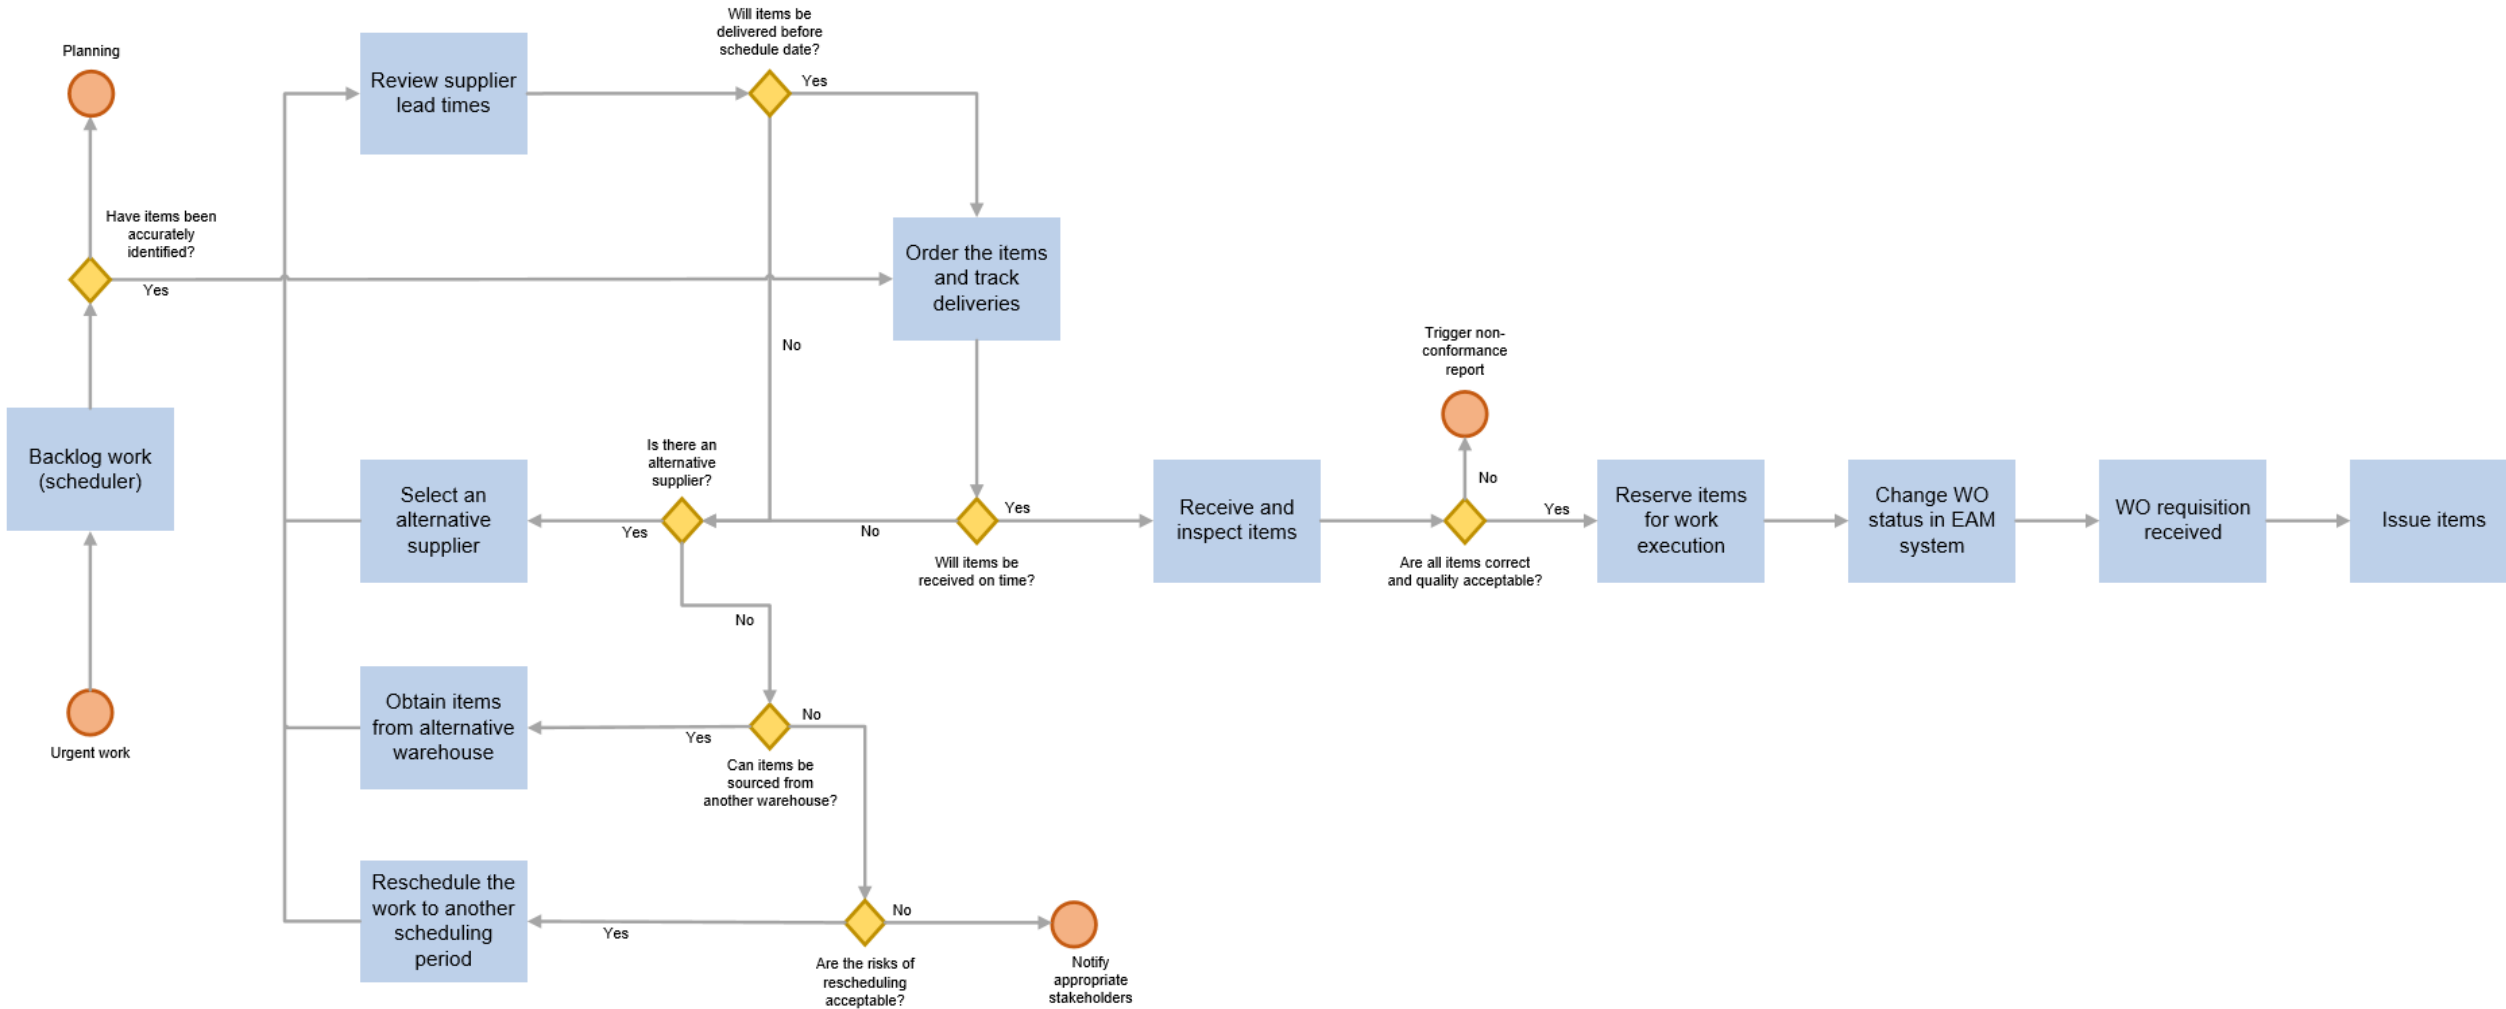 Planning
Have items been
accurately
identified?
Yes
Backlog work
(scheduler)
Urgent work
Review supplier
lead times
Will items be
delivered before
schedule date?
Yes
No
Order the items
and track
deliveries
Select an
alternative
supplier
Yes
Is there an
alternative
supplier?
No
No
Will items be
received on time?
Yes
Obtain items
from alternative
warehouse
Yes
Can items be
sourced from
another warehouse?
No
Reschedule the
work to another
scheduling
period
Yes
Are the risks of
rescheduling
acceptable?
No
Notify
appropriate
stakeholders
Receive and
inspect items
Trigger non-
conformance
report
No
Are all items correct
and quality acceptable?
Yes
Reserve items
for work
execution
Change WO
status in EAM
system
WO requisition
received
Issue items